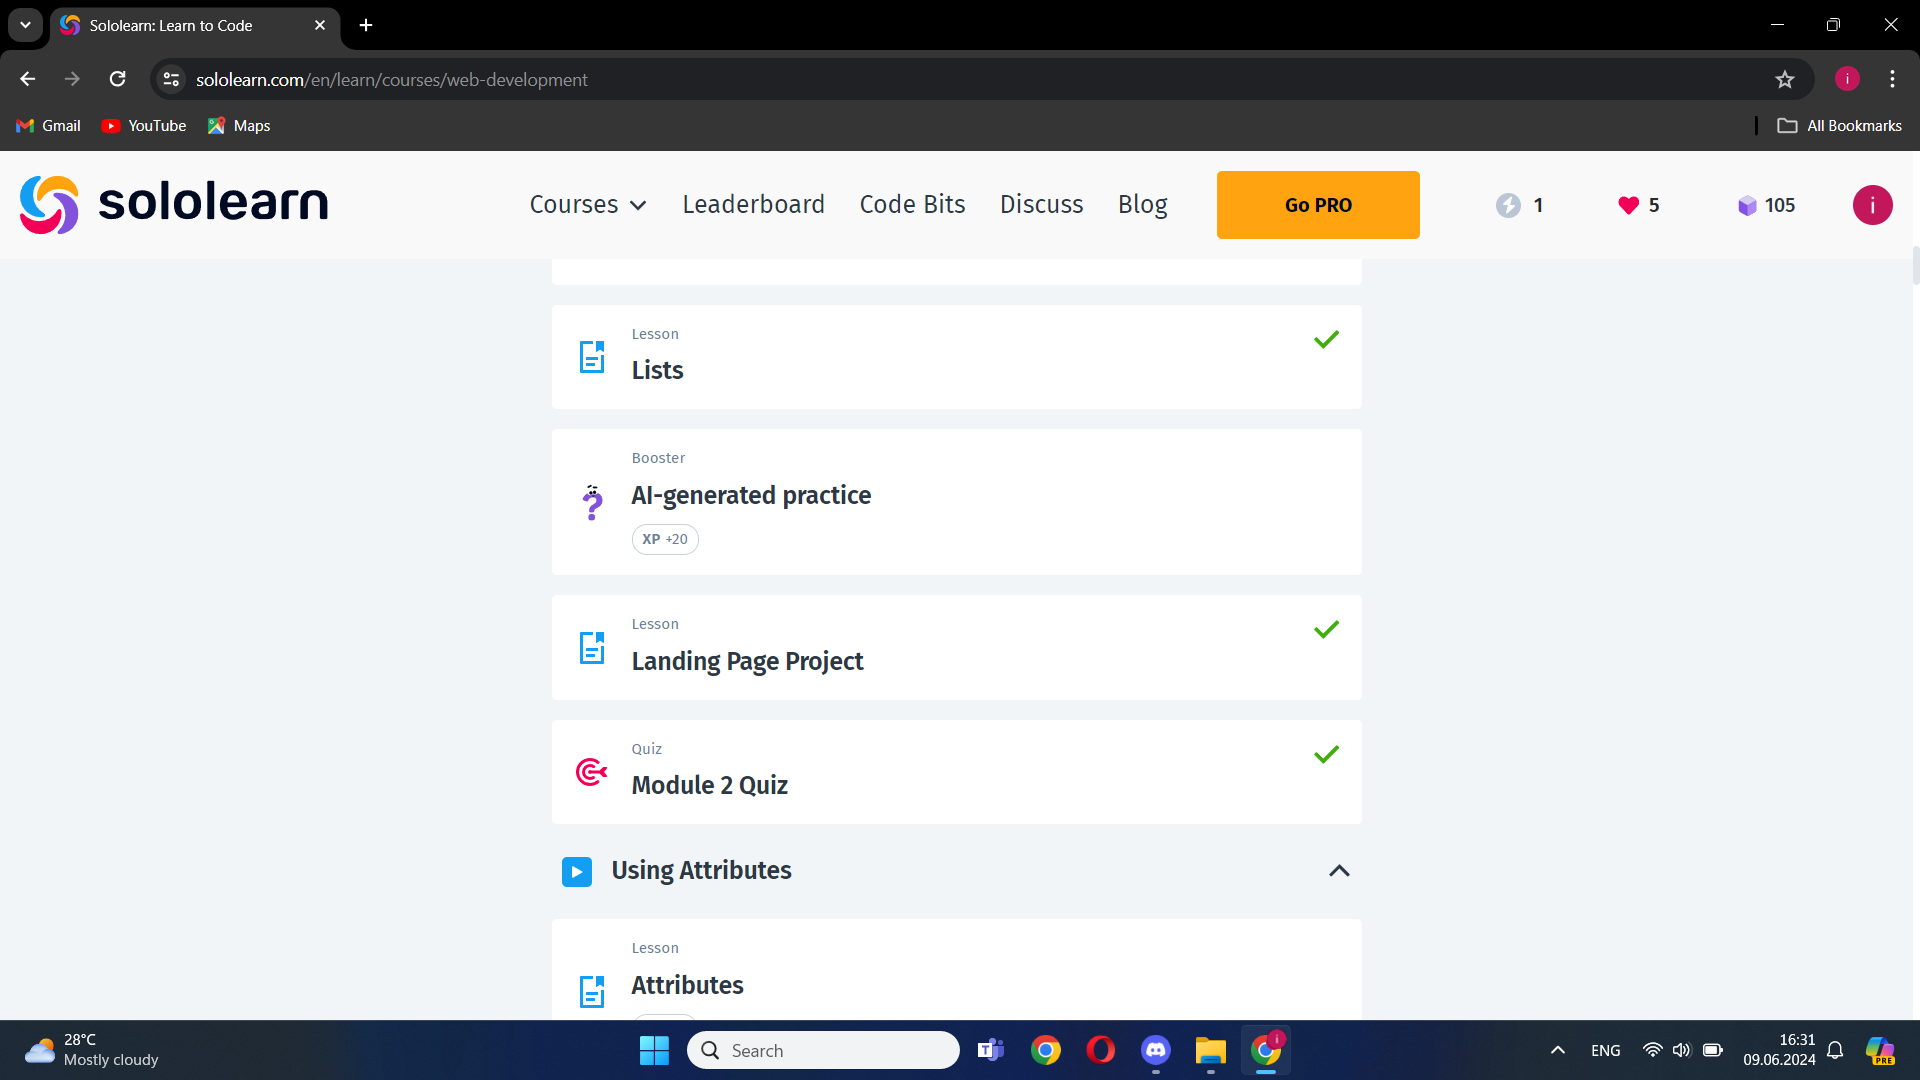 Sololearn: Learn to Code
sololearn.com/en/learn/courses/web-development
i
Gmail YouTube Maps All Bookmarks
sololearn Courses Leaderboard Code Bits Discuss Blog Go PRO 1 5 105 i
Lesson
Lists
Booster
AI-generated practice
XP +20
Lesson
Landing Page Project
Quiz
Module 2 Quiz
Using Attributes
Lesson
Attributes
28°C
Mostly cloudy
Search
i
ENG
16:31
09.06.2024
PRE